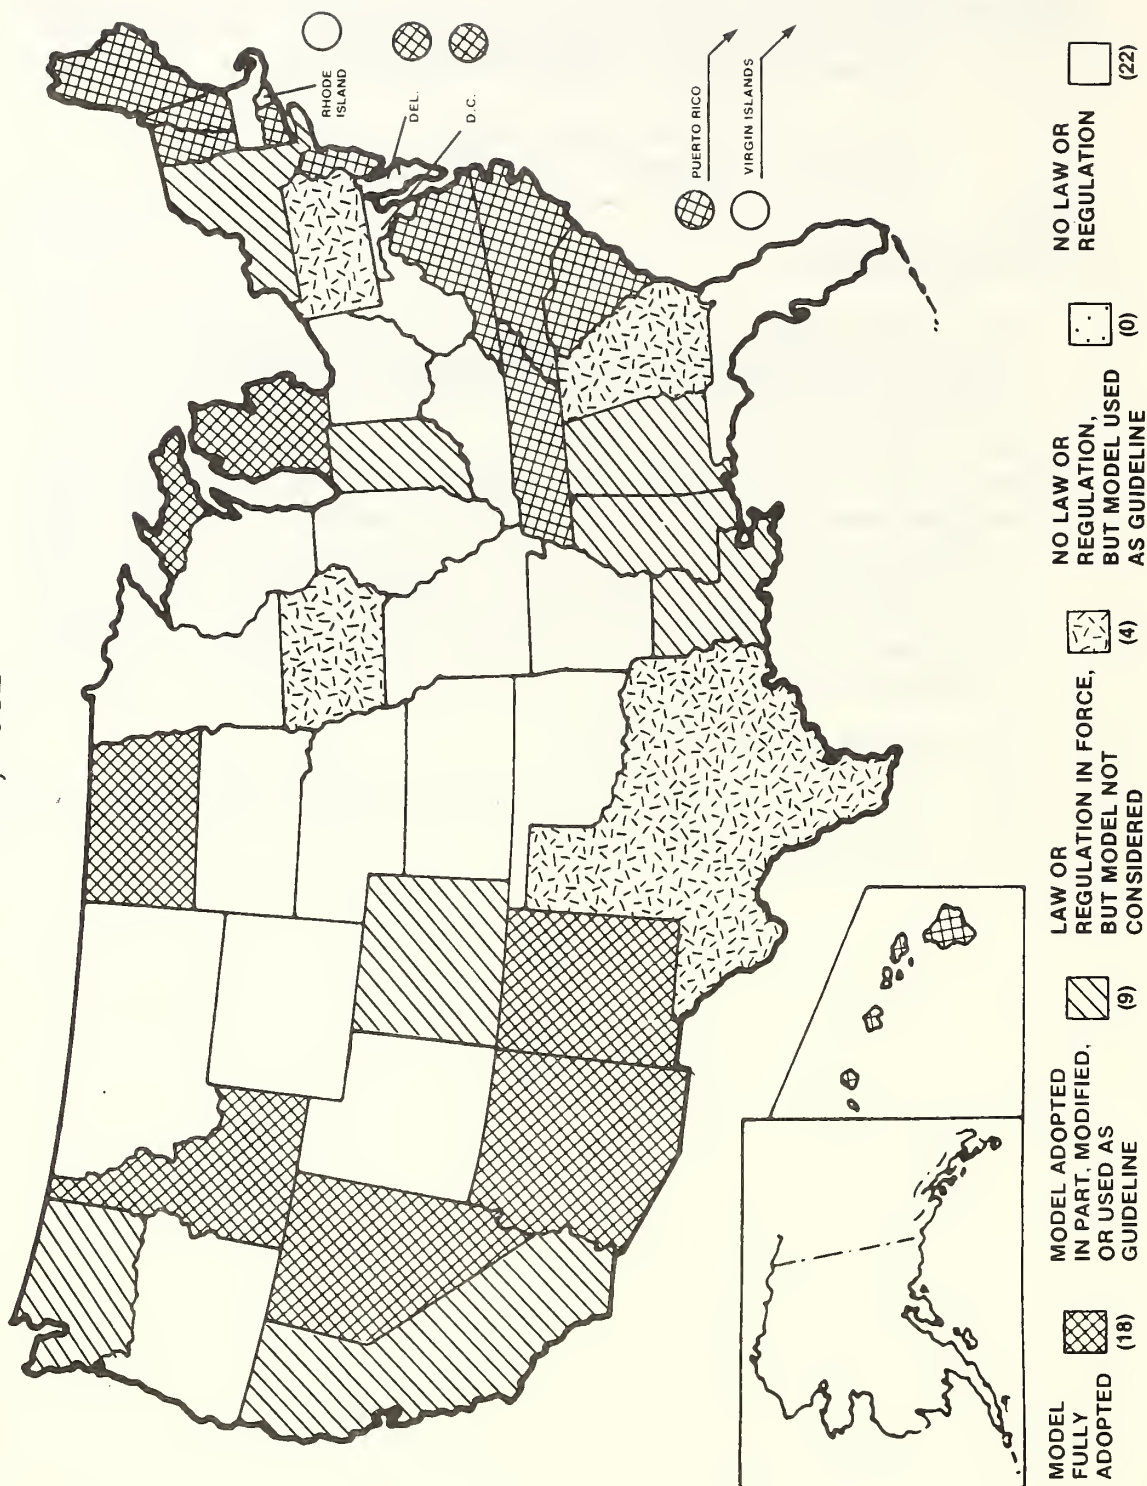 RHODE
ISLAND
DEL.
D.C.
PUERTO RICO
VIRGIN ISLANDS
MODEL
FULLY
ADOPTED
(18)
MODEL ADOPTED
IN PART, MODIFIED,
OR USED AS
GUIDELINE
(9)
LAW OR
REGULATION IN FORCE,
BUT MODEL NOT
CONSIDERED
(4)
NO LAW OR
REGULATION,
BUT MODEL USED
AS GUIDELINE
(0)
NO LAW OR
REGULATION
(22)